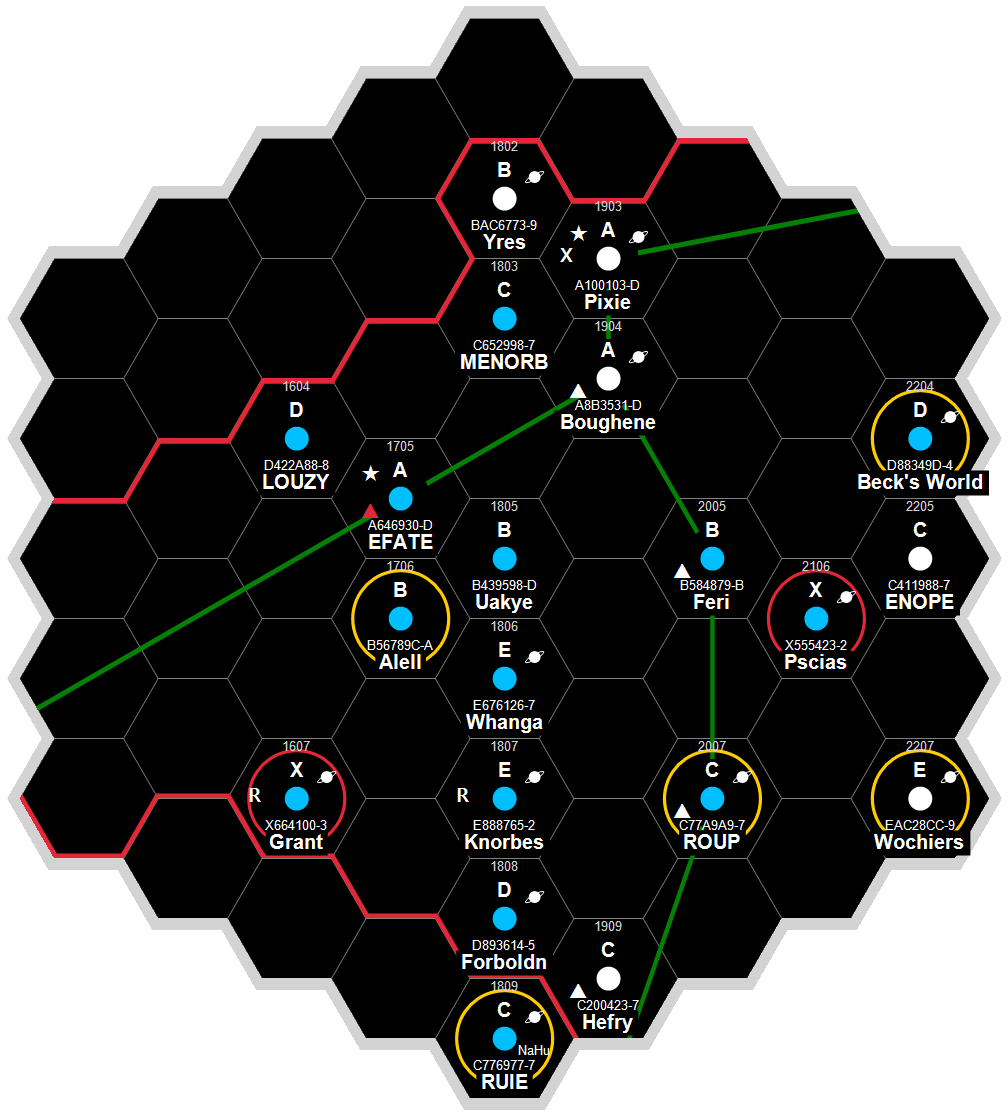 1802
B
BAC6773-9
Yres
1903
A
X
A100103-D
Pixie
1803
C
C652998-7
MENORB
1904
A
A8B3531-D
Boughene
1604
D
D422A88-8
LOUZY
2204
D
D88349D-4
Beck's World
1705
A
A646930-D
EFATE
1805
B
B439598-D
Uakye
2005
B
B584879-B
Feri
2205
C
C411988-7
ENOPE
1706
B
B56789C-A
Alell
2106
X
X555423-2
Pscias
1806
E
E676126-7
Whanga
1607
X
R
X664100-3
Grant
1807
E
R
E888765-2
Knorbes
2007
C
C77A9A9-7
ROUP
2207
E
EAC28CC-9
Wochiers
1808
D
D893614-5
Forboldn
1909
C
C200423-7
Hefry
1809
C
NaHu
C776977-7
RUIE